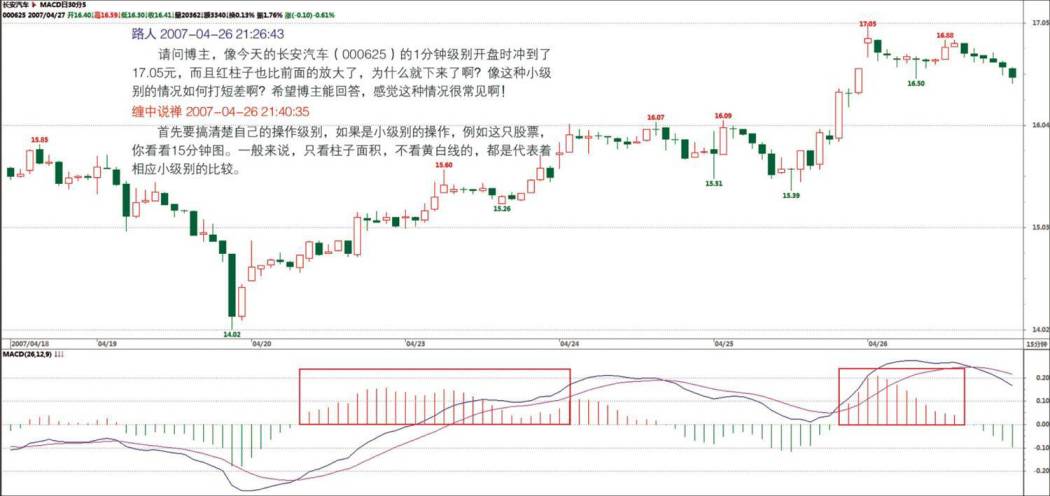 长安汽车 ▶ MACD日30分5
000625 2007/04/27 开16.40↓高16.59↓低16.30↓收16.41↓量20362↓额3340↓换0.13% 振1.76% 涨(-0.10)-0.61%
路人 2007-04-26 21:26:43
请问博主，像今天的长安汽车（000625）的1分钟级别开盘时冲到了
17.05元，而且红柱子也比前面的放大了，为什么就下来了啊？像这种小级
别的情况如何打短差啊？希望博主能回答，感觉这种情况很常见啊！
缠中说禅 2007-04-26 21:40:35
首先要搞清楚自己的操作级别，如果是小级别的操作，例如这只股票，
你看看15分钟图。一般来说，只看柱子面积，不看黄白线的，都是代表着
相应小级别的比较。
17.05
17.05
16.88
16.50
16.04
16.07
16.09
15.85
15.60
15.51
15.39
15.26
15.03
14.02
14.02
2007/04/18
04/19
04/20
04/23
04/24
04/25
04/26
15分钟
MACD(26,12,9) ↓↓↓
0.20
0.10
0.00
-0.10
-0.20